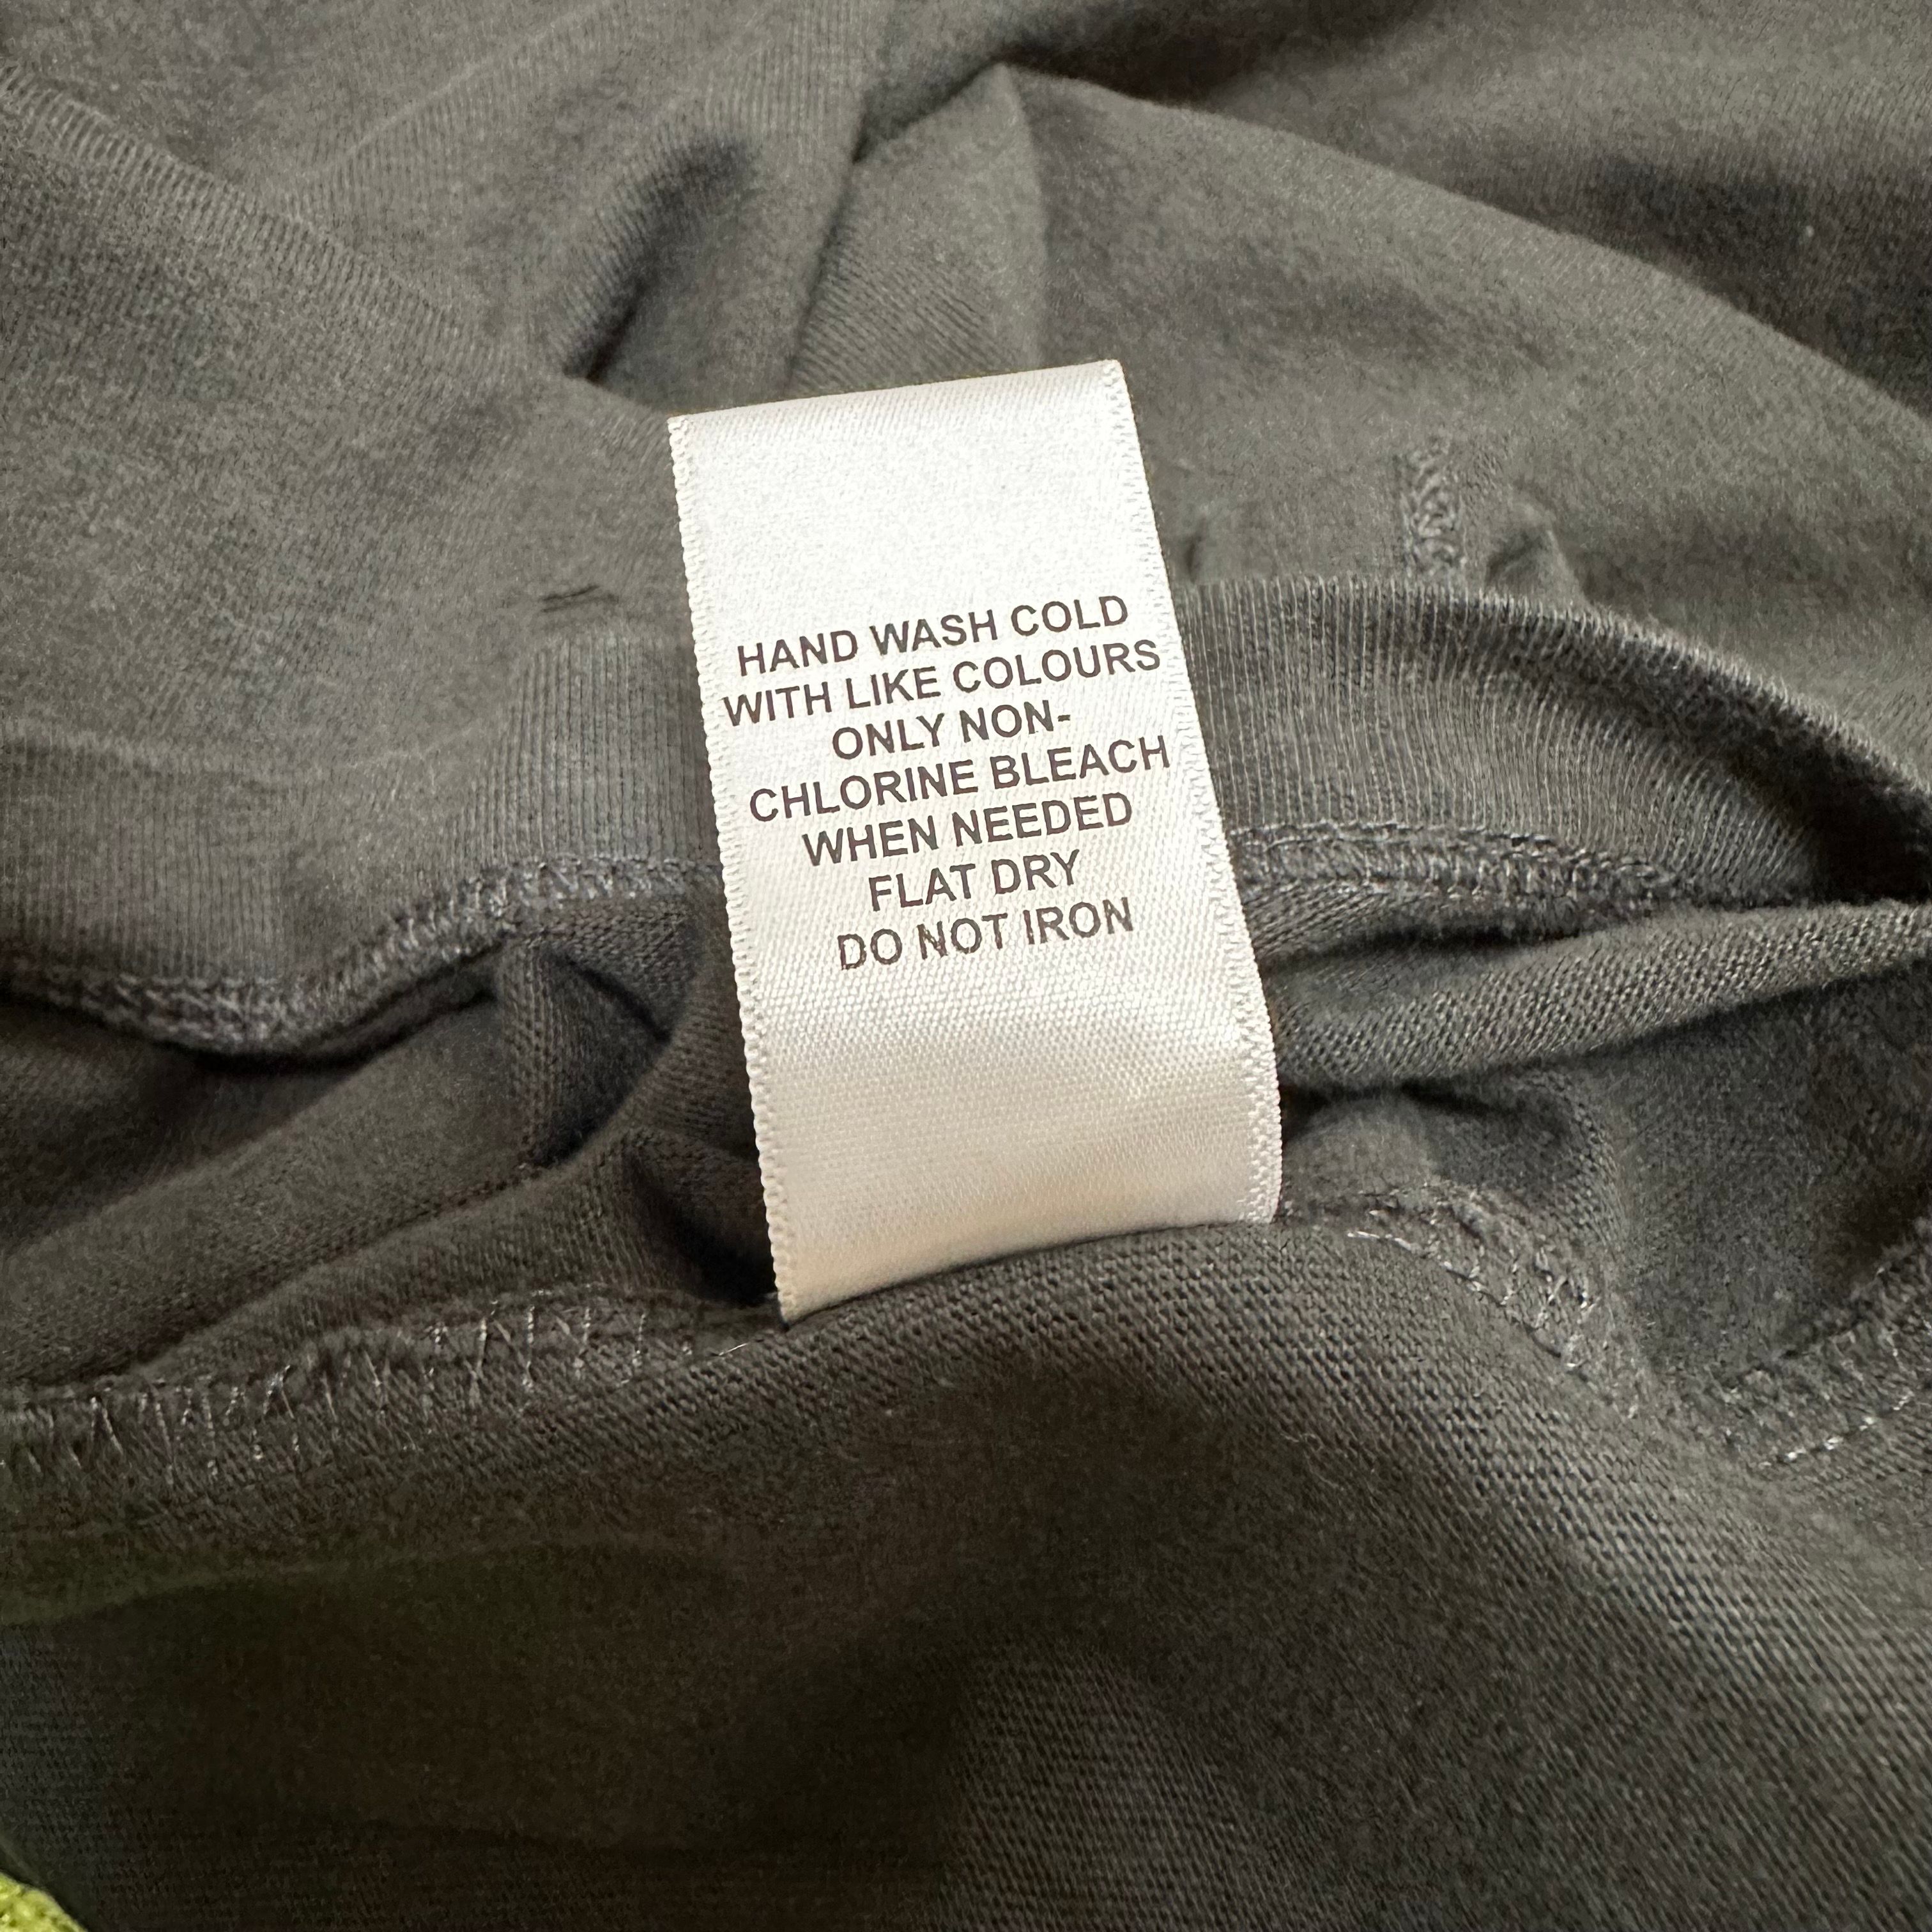 HAND WASH COLD
WITH LIKE COLOURS
ONLY NON-
CHLORINE BLEACH
WHEN NEEDED
FLAT DRY
DO NOT IRON